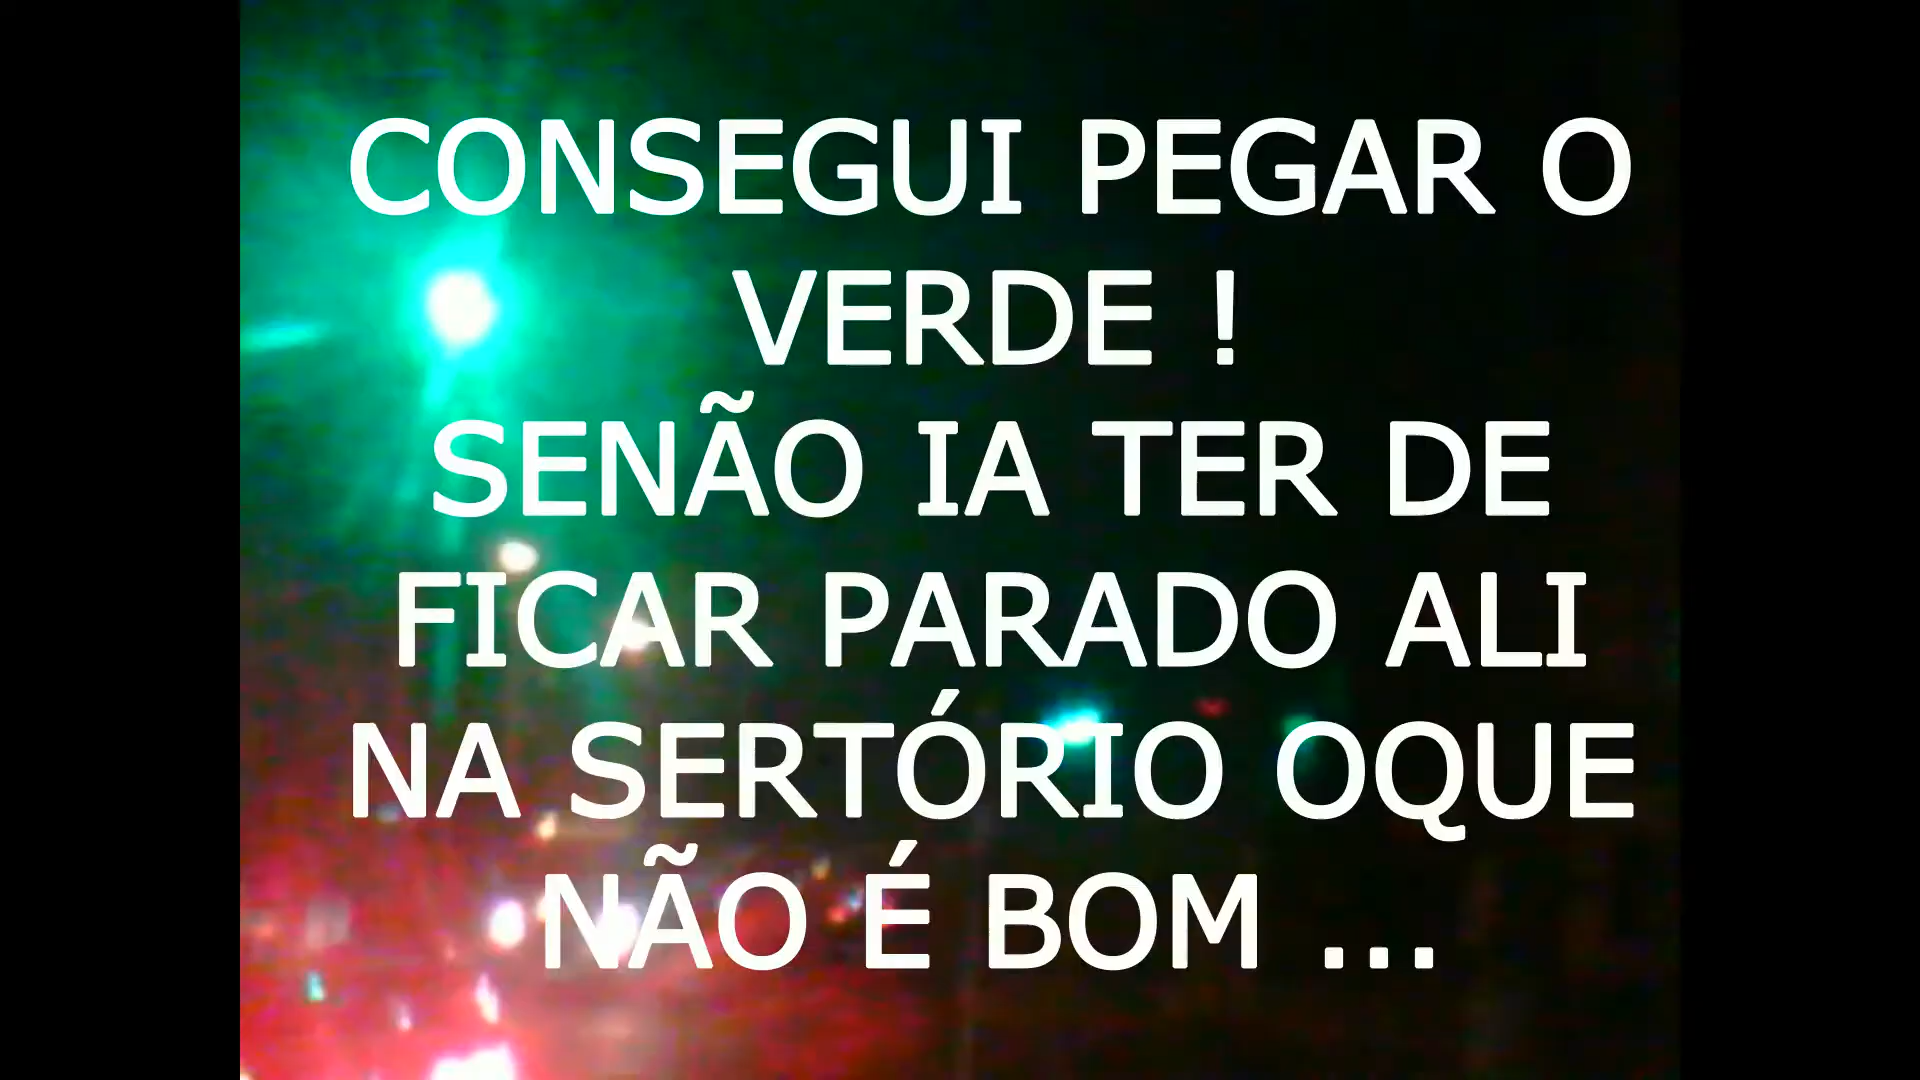 CONSEGUI PEGAR O
VERDE !
SENÃO IA TER DE
FICAR PARADO ALI
NA SERTÓRIO OQUE
NÃO É BOM ...